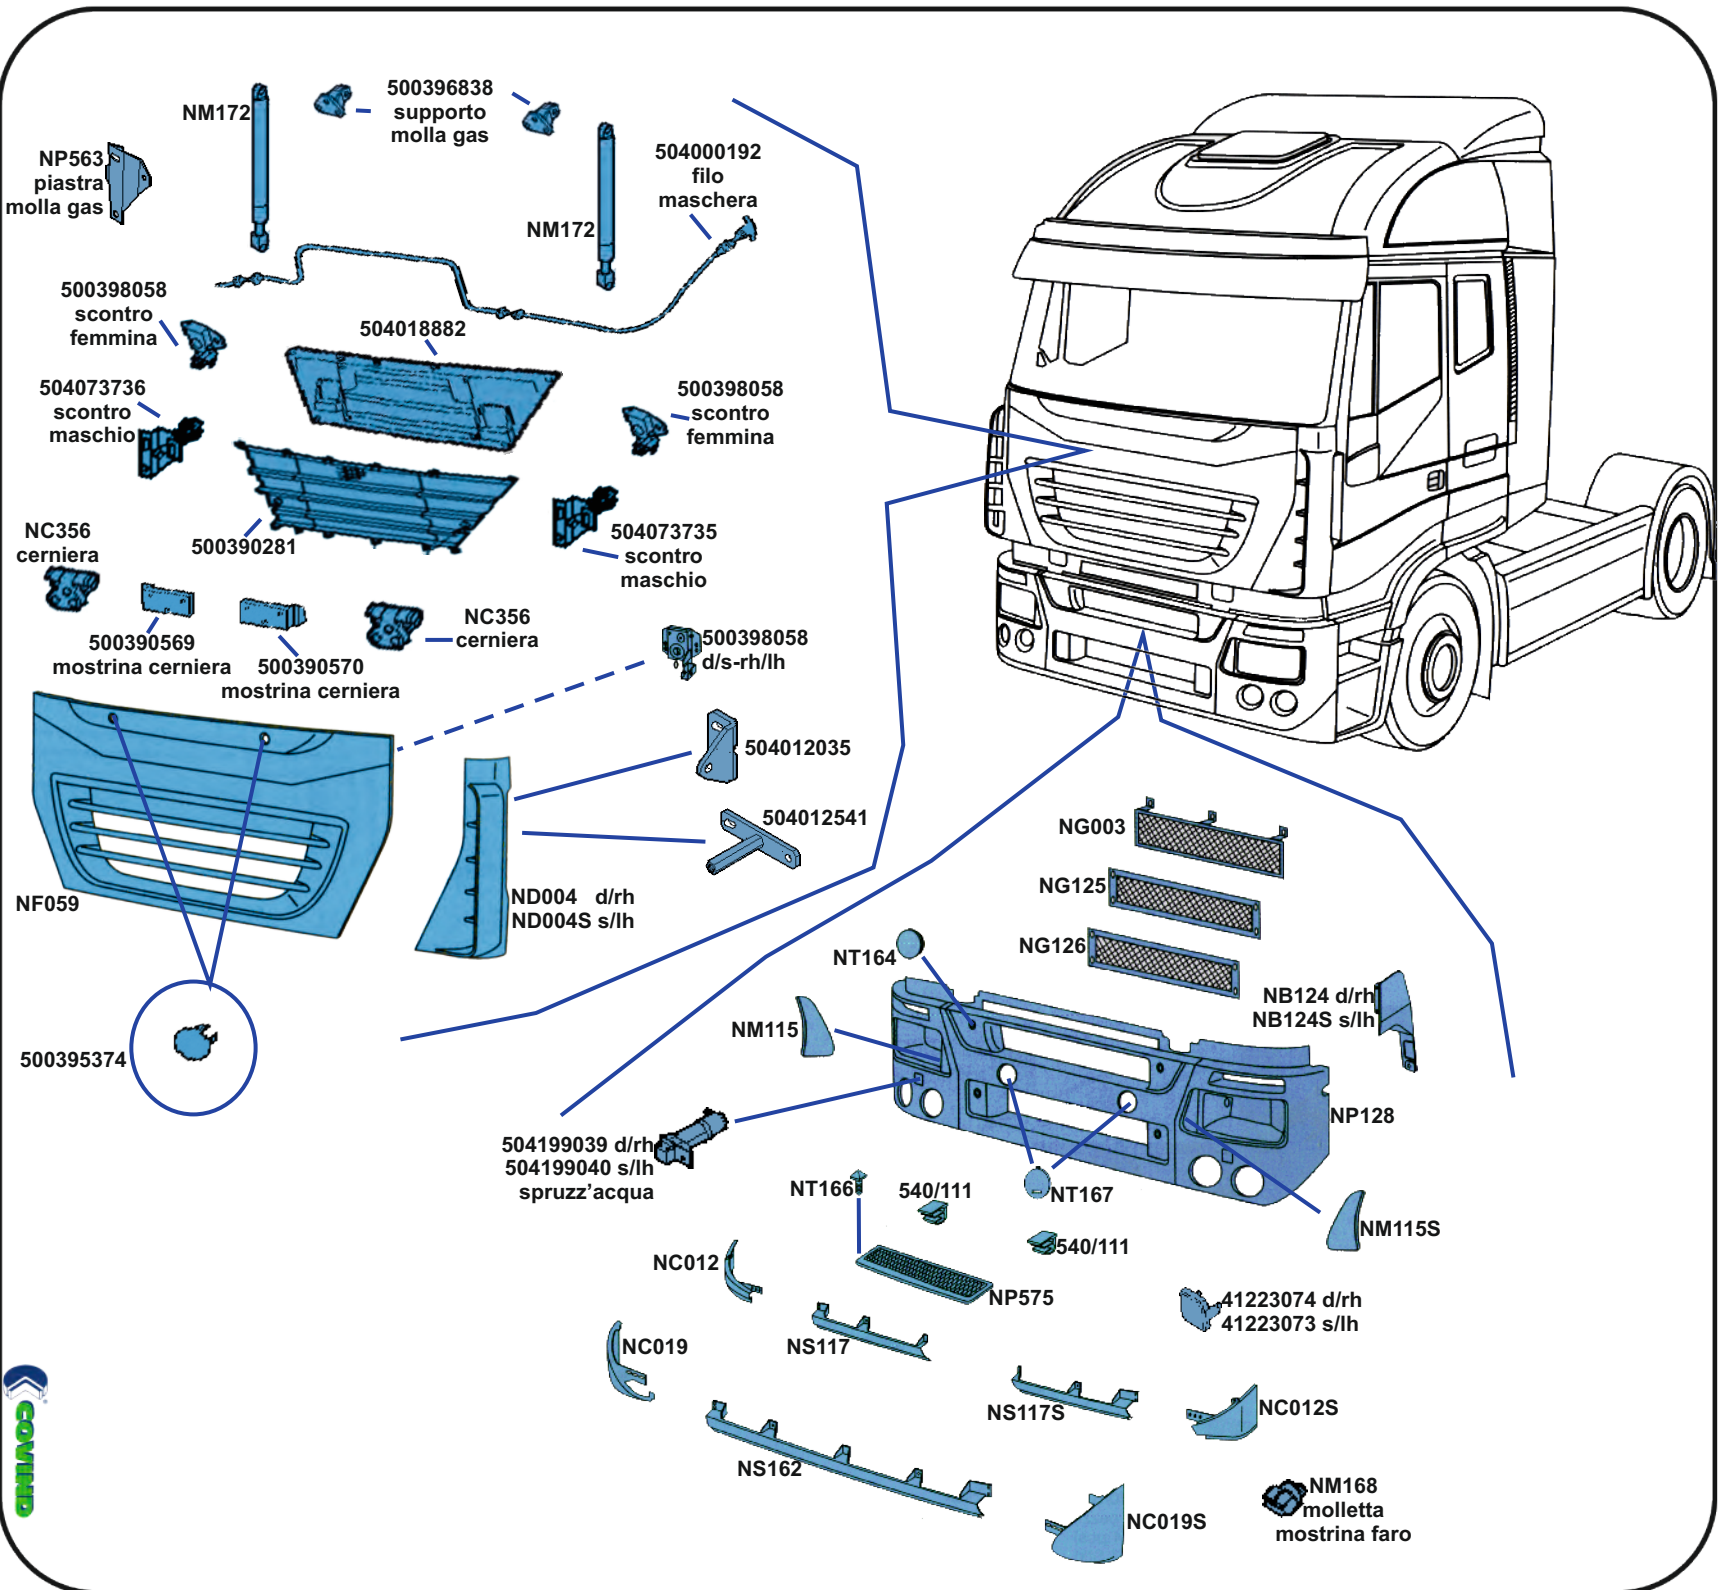 500396838
supporto
molla gas
NM172
NP563
piastra
molla gas
504000192
filo
maschera
NM172
500398058
scontro
femmina
504018882
504073736
scontro
maschio
500398058
scontro
femmina
500390281
504073735
scontro
maschio
NC356
cerniera
NC356
cerniera
500390569
mostrina cerniera
500390570
mostrina cerniera
500398058
d/s-rh/lh
504012035
504012541
NF059
ND004 d/rh
ND004S s/lh
500395374
NG003
NG125
NG126
NT164
NB124 d/rh
NB124S s/lh
NM115
NP128
504199039 d/rh
504199040 s/lh
spruzz'acqua
NT166
540/111
NT167
540/111
NM115S
NC012
NP575
41223074 d/rh
41223073 s/lh
NC019
NS117
NS117S
NC012S
NS162
NM168
molletta
mostrina faro
NC019S
COVIND